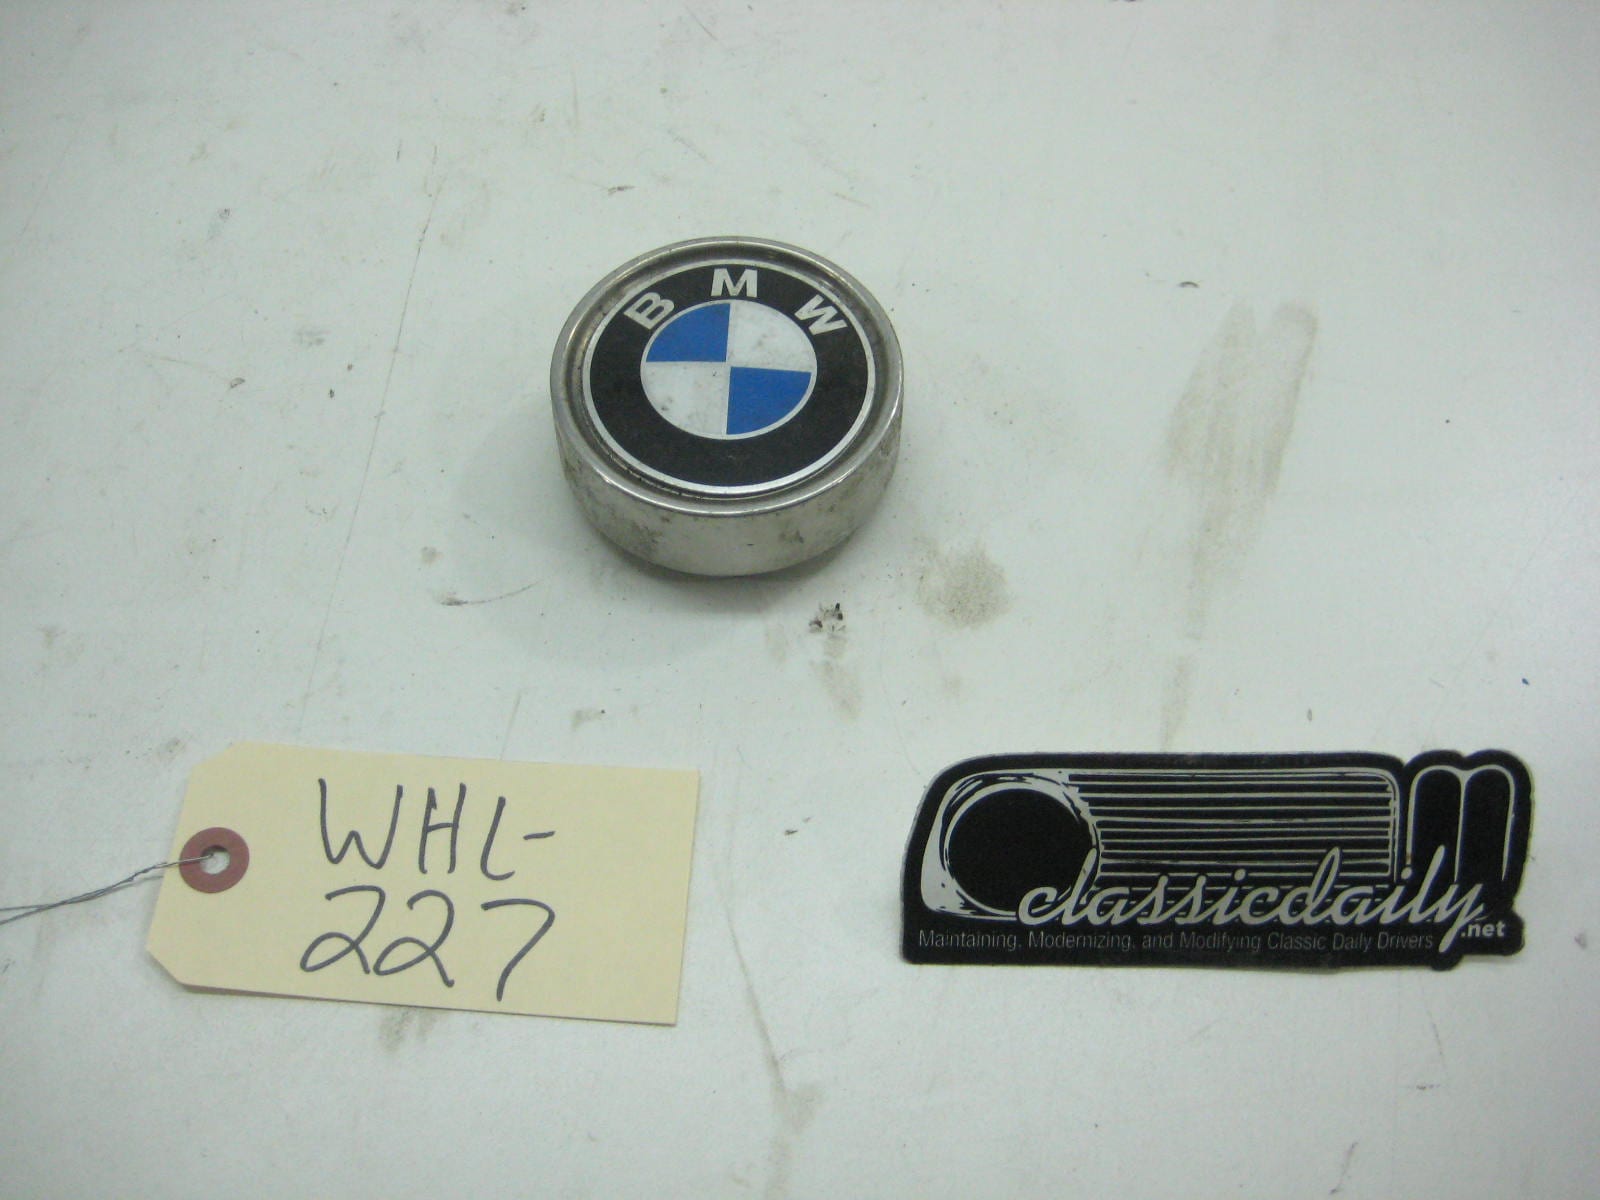 BMW
WHL-
227
classicdaily.net
Maintaining, Modernizing, and Modifying Classic Daily Drivers